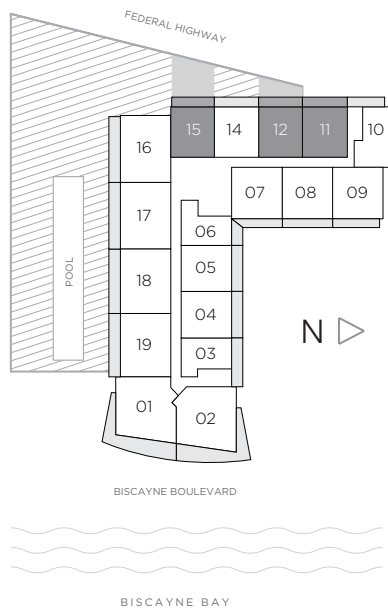 FEDERAL HIGHWAY
15 14 12 11 10
16
07 08 09
17
06
05
POOL
18
04
N
19
03
01
02
BISCAYNE BOULEVARD
BISCAYNE BAY